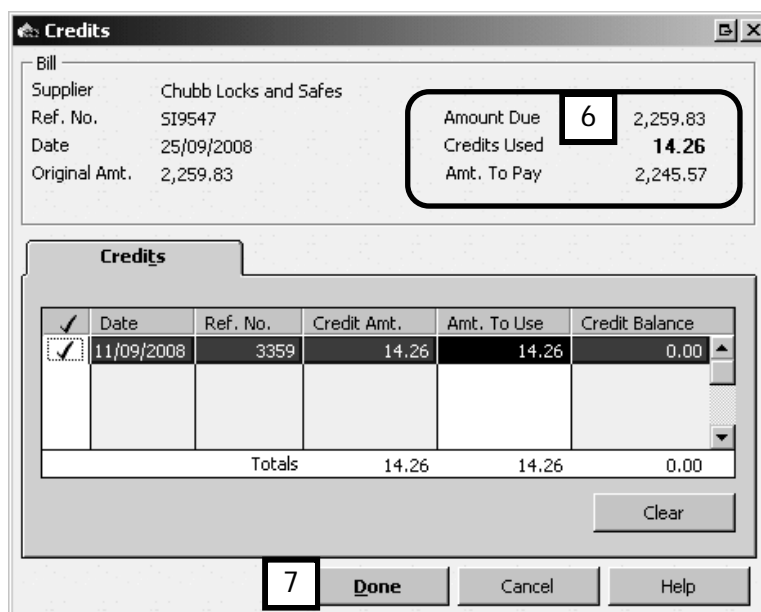 Credits
Bill
Supplier Chubb Locks and Safes
Ref. No. SI9547
Date 25/09/2008
Original Amt. 2,259.83
Amount Due 6 2,259.83
Credits Used 14.26
Amt. To Pay 2,245.57
Credits
✓ Date Ref. No. Credit Amt. Amt. To Use Credit Balance
✓ 11/09/2008 3359 14.26 14.26 0.00
Totals 14.26 14.26 0.00
Clear
7 Done Cancel Help